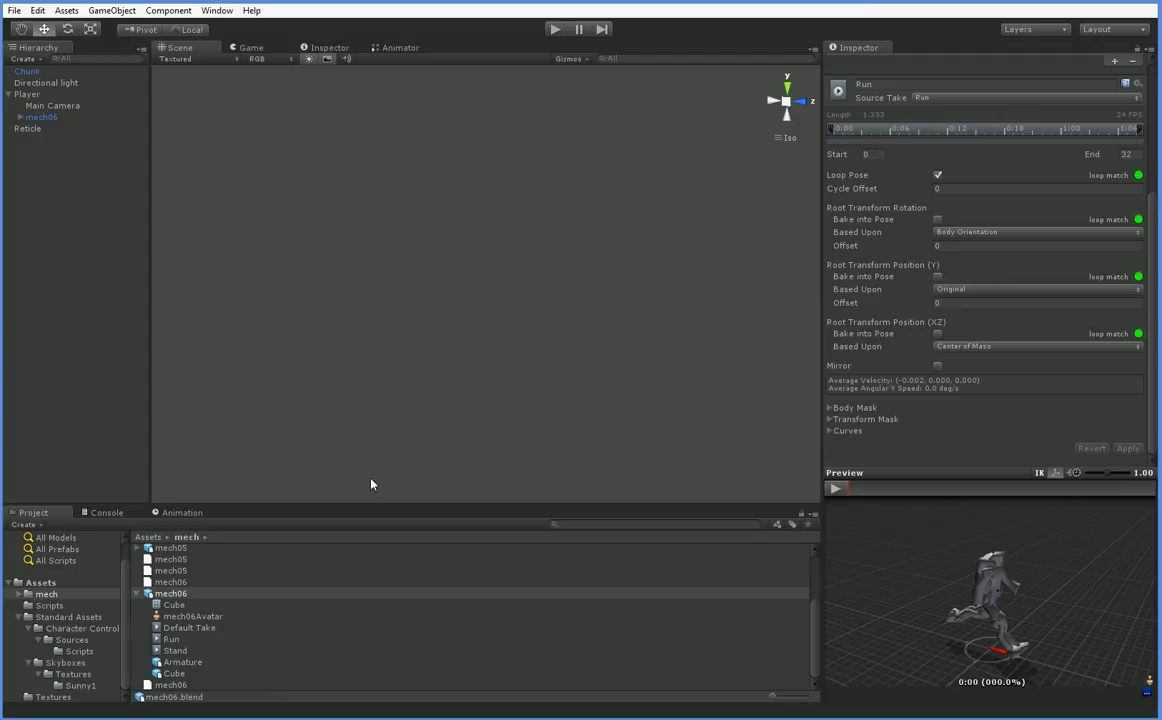 File Edit Assets GameObject Component Window Help
Pivot Local Layers Layout
Hierarchy
Create All
Chunk
Directional light
Player
Main Camera
mech06
Reticle
Scene Game Inspector Animator
Textured RGB Gizmos All
y
z
Iso
Inspector
Run
Source Take Run
Length 1.333 24 FPS
0:00 0:06 0:12 0:18 1:00 1:06
Start 0 End 32
Loop Pose loop match
Cycle Offset 0
Root Transform Rotation
Bake into Pose loop match
Based Upon Body Orientation
Offset 0
Root Transform Position (Y)
Bake into Pose loop match
Based Upon Original
Offset 0
Root Transform Position (XZ)
Bake into Pose loop match
Based Upon Center of Mass
Mirror
Average Velocity: (-0.002, 0.000, 0.000)
Average Angular Y Speed: 0.0 deg/s
Body Mask
Transform Mask
Curves
Revert Apply
Preview IK 1.00
0:00 (000.0%)
Project Console Animation
Create
All Models
All Prefabs
All Scripts
Assets
mech
Scripts
Standard Assets
Character Control
Sources
Scripts
Skyboxes
Textures
Sunny1
Textures
Assets mech
mech05
mech05
mech05
mech06
mech06
Cube
mech06Avatar
Default Take
Run
Stand
Armature
Cube
mech06
mech06.blend